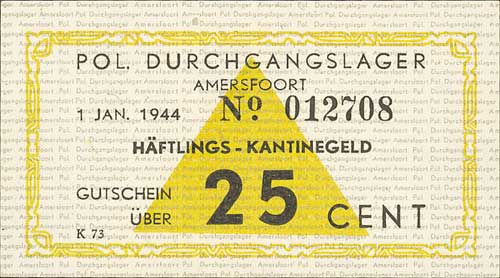 POL. DURCHGANGSLAGER
AMERSFOORT
1 JAN. 1944 No. 012708
HÄFTLINGS - KANTINEGELD
GUTSCHEIN ÜBER 25 CENT
K 73